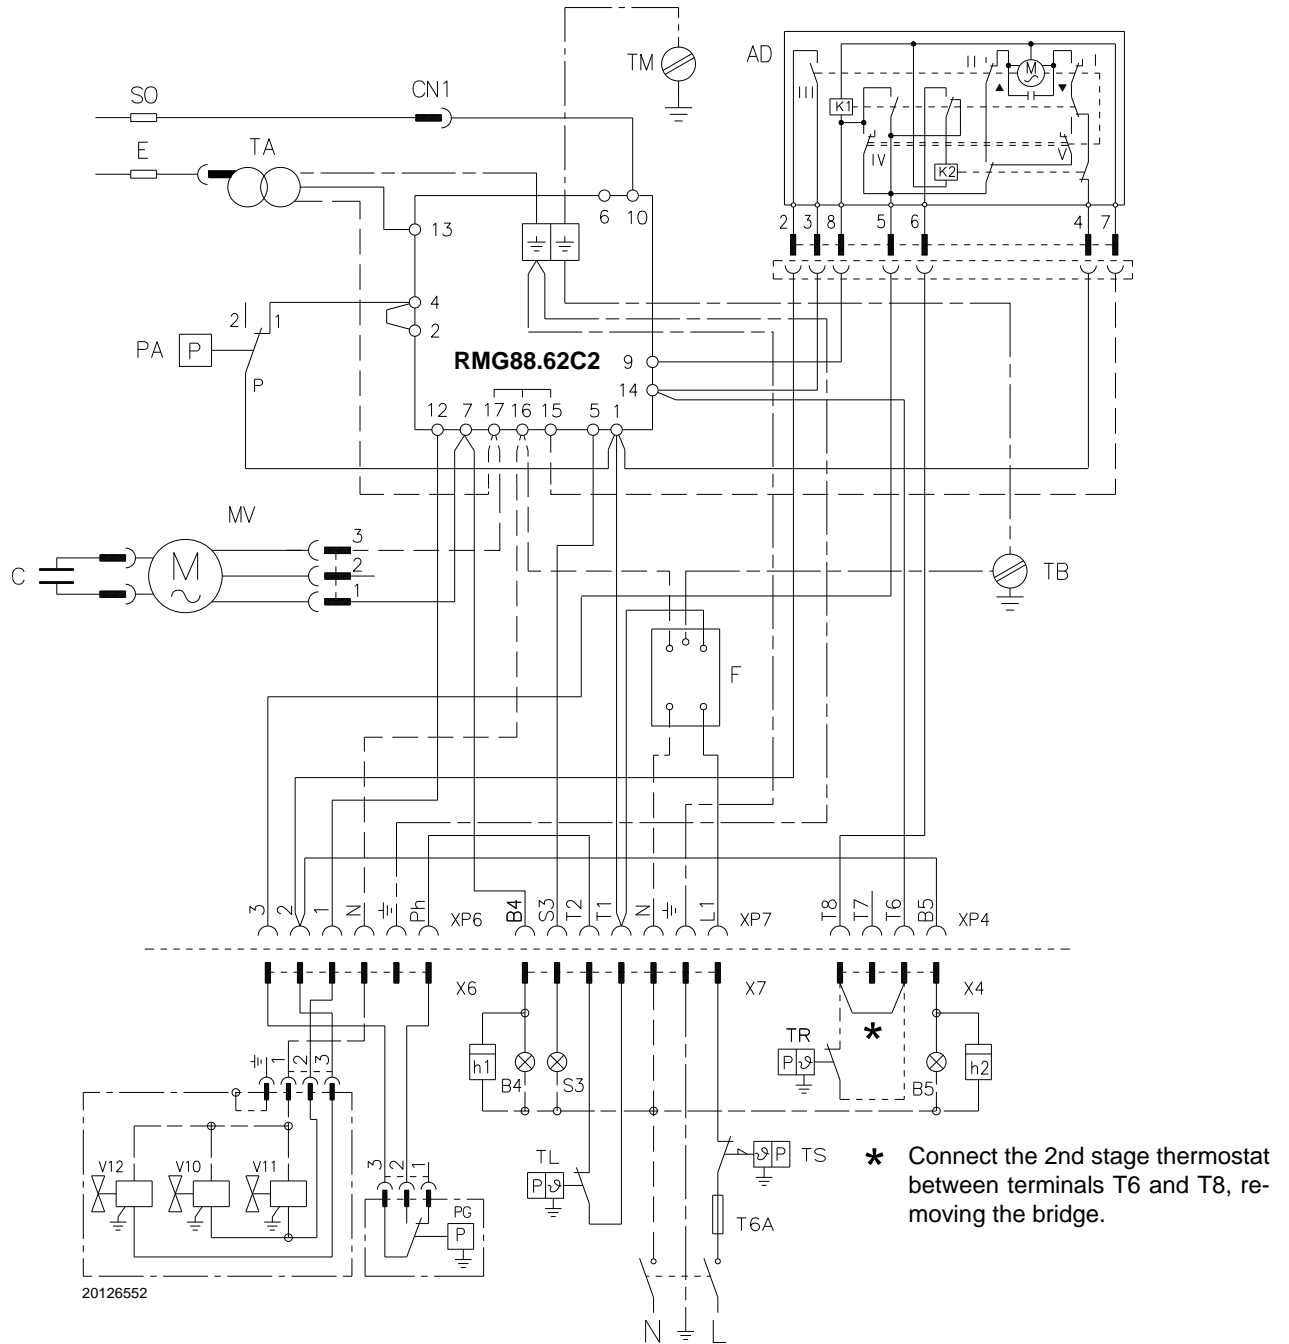 TM
AD
SO
CN1
E
TA
M
II
I
III
K1
IV
V
K2
6
10
2
3
8
5
6
4
7
13
4
2
2
1
PA
P
P
RMG88.62C2
9
14
12
7
17
16
15
5
1
MV
3
2
1
C
M
TB
F
3
2
1
N
Ph
XP6
B4
S3
T2
T1
N
L1
XP7
T8
T7
T6
B5
XP4
X6
X7
X4
1
2
3
h1
B4
S3
TR
P ϑ
*
B5
h2
V12
V10
V11
3
2
1
PG
P
TL
P ϑ
ϑ P
TS
T6A
* Connect the 2nd stage thermostat
between terminals T6 and T8, re-
moving the bridge.
20126552
N
L